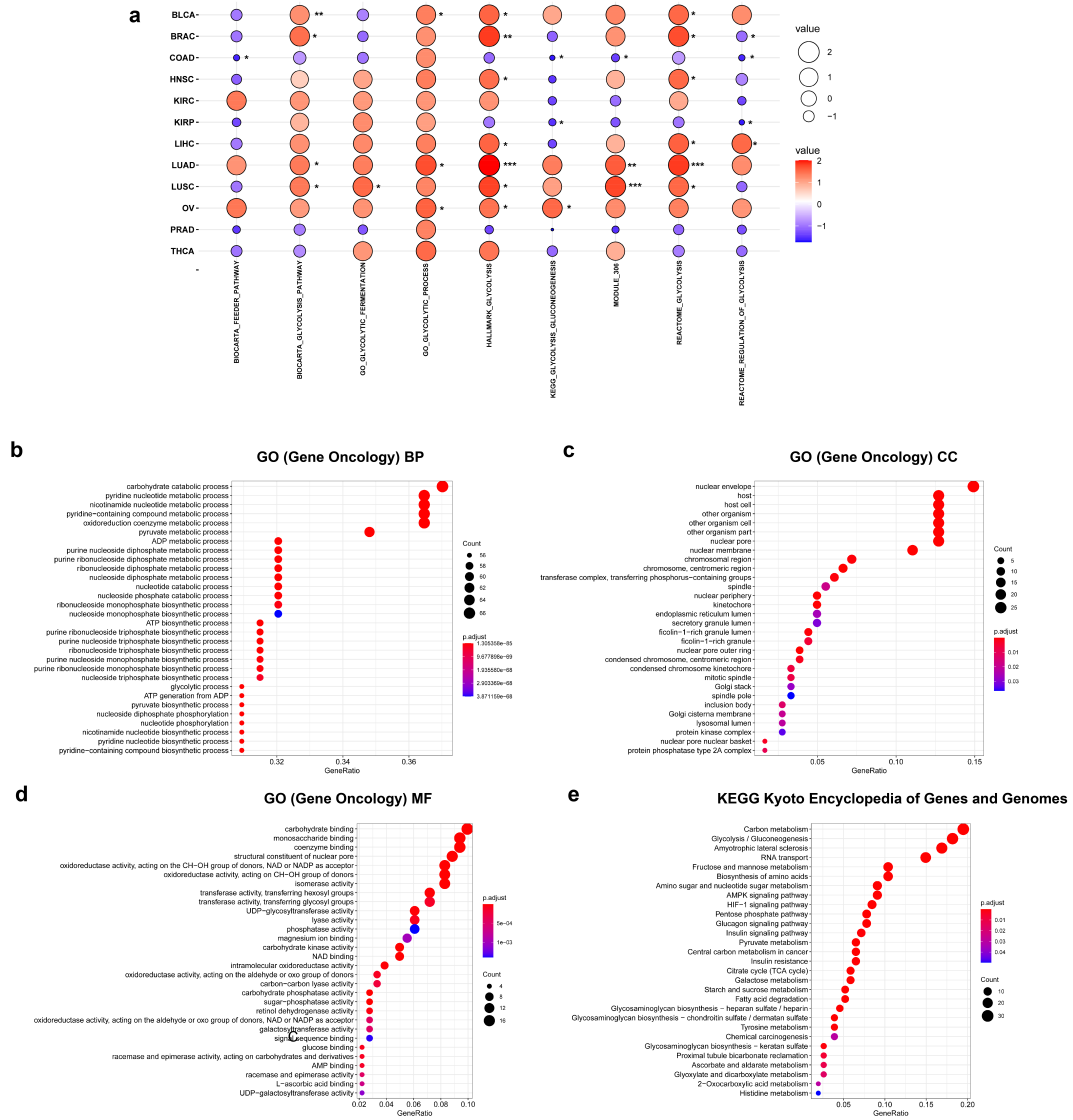 a
BLCA **  *  *
BRAC * ** * *
COAD * * * *
HNSC * *
KIRC
KIRP * *
LIHC * * *
LUAD * * *** ** ***
LUSC * * * *** *
OV * * *
PRAD
THCA
BIOCARTA_FEEDER_PATHWAY
BIOCARTA_GLYCOLYSIS_PATHWAY
GO_GLYCOLYTIC_FERMENTATION
GO_GLYCOLYTIC_PROCESS
HALLMARK_GLYCOLYSIS
KEGG_GLYCOLYSIS_GLUCONEOGENESIS
MODULE_306
REACTOME_GLYCOLYSIS
REACTOME_REGULATION_OF_GLYCOLYSIS
value
2
1
0
−1
value
2
1
0
−1
b
GO (Gene Oncology) BP
carbohydrate catabolic process
pyridine nucleotide metabolic process
nicotinamide nucleotide metabolic process
pyridine−containing compound metabolic process
oxidoreduction coenzyme metabolic process
pyruvate metabolic process
ADP metabolic process
purine nucleoside diphosphate metabolic process
purine ribonucleoside diphosphate metabolic process
ribonucleoside diphosphate metabolic process
nucleoside diphosphate metabolic process
nucleotide catabolic process
nucleoside phosphate catabolic process
ribonucleoside monophosphate biosynthetic process
nucleoside monophosphate biosynthetic process
ATP biosynthetic process
purine ribonucleoside triphosphate biosynthetic process
purine nucleoside triphosphate biosynthetic process
ribonucleoside triphosphate biosynthetic process
purine nucleoside monophosphate biosynthetic process
purine ribonucleoside monophosphate biosynthetic process
nucleoside triphosphate biosynthetic process
glycolytic process
ATP generation from ADP
pyruvate biosynthetic process
nucleoside diphosphate phosphorylation
nucleotide phosphorylation
nicotinamide nucleotide biosynthetic process
pyridine nucleotide biosynthetic process
pyridine−containing compound biosynthetic process
0.32 0.34 0.36
GeneRatio
Count
56
58
60
62
64
66
p.adjust
1.305358e−85
9.677898e−69
1.935580e−68
2.903369e−68
3.871159e−68
c
GO (Gene Oncology) CC
nuclear envelope
host
host cell
other organism
other organism cell
other organism part
nuclear pore
nuclear membrane
chromosomal region
chromosome, centromeric region
transferase complex, transferring phosphorus−containing groups
spindle
nuclear periphery
kinetochore
endoplasmic reticulum lumen
secretory granule lumen
ficolin−1−rich granule lumen
ficolin−1−rich granule
nuclear pore outer ring
condensed chromosome, centromeric region
condensed chromosome kinetochore
mitotic spindle
Golgi stack
spindle pole
inclusion body
Golgi cisterna membrane
lysosomal lumen
protein kinase complex
nuclear pore nuclear basket
protein phosphatase type 2A complex
0.05 0.10 0.15
GeneRatio
Count
5
10
15
20
25
p.adjust
0.01
0.02
0.03
d
GO (Gene Oncology) MF
carbohydrate binding
monosaccharide binding
coenzyme binding
structural constituent of nuclear pore
oxidoreductase activity, acting on the CH−OH group of donors, NAD or NADP as acceptor
oxidoreductase activity, acting on CH−OH group of donors
isomerase activity
transferase activity, transferring hexosyl groups
transferase activity, transferring glycosyl groups
UDP−glycosyltransferase activity
lyase activity
phosphatase activity
magnesium ion binding
carbohydrate kinase activity
NAD binding
intramolecular oxidoreductase activity
oxidoreductase activity, acting on the aldehyde or oxo group of donors
carbon−carbon lyase activity
carbohydrate phosphatase activity
sugar−phosphatase activity
retinol dehydrogenase activity
oxidoreductase activity, acting on the aldehyde or oxo group of donors, NAD or NADP as acceptor
galactosyltransferase activity
signal sequence binding
glucose binding
racemase and epimerase activity, acting on carbohydrates and derivatives
AMP binding
racemase and epimerase activity
L−ascorbic acid binding
UDP−galactosyltransferase activity
0.02 0.04 0.06 0.08 0.10
GeneRatio
p.adjust
5e−04
1e−03
Count
4
8
12
16
e
KEGG Kyoto Encyclopedia of Genes and Genomes
Carbon metabolism
Glycolysis / Gluconeogenesis
Amyotrophic lateral sclerosis
RNA transport
Fructose and mannose metabolism
Biosynthesis of amino acids
Amino sugar and nucleotide sugar metabolism
AMPK signaling pathway
HIF−1 signaling pathway
Pentose phosphate pathway
Glucagon signaling pathway
Insulin signaling pathway
Pyruvate metabolism
Central carbon metabolism in cancer
Insulin resistance
Citrate cycle (TCA cycle)
Galactose metabolism
Starch and sucrose metabolism
Fatty acid degradation
Glycosaminoglycan biosynthesis − heparan sulfate / heparin
Glycosaminoglycan biosynthesis − chondroitin sulfate / dermatan sulfate
Tyrosine metabolism
Chemical carcinogenesis
Glycosaminoglycan biosynthesis − keratan sulfate
Proximal tubule bicarbonate reclamation
Ascorbate and aldarate metabolism
Glyoxylate and dicarboxylate metabolism
2−Oxocarboxylic acid metabolism
Histidine metabolism
0.05 0.10 0.15 0.20
GeneRatio
p.adjust
0.01
0.02
0.03
0.04
Count
10
20
30